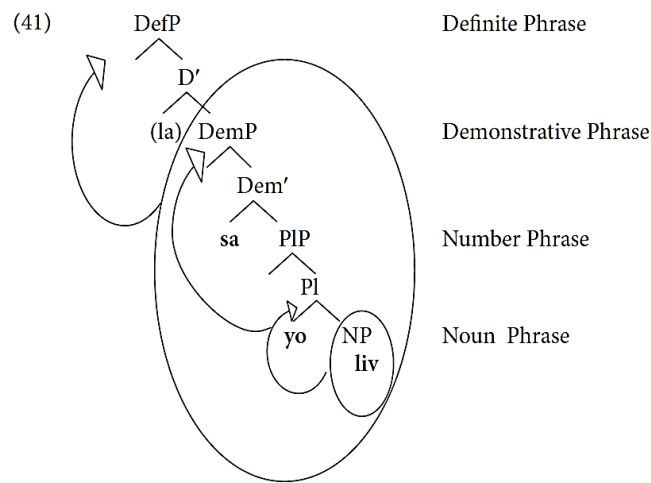 (41) DefP Definite Phrase
D′
(la) DemP Demonstrative Phrase
Dem′
sa PlP Number Phrase
Pl
yo NP Noun Phrase
liv